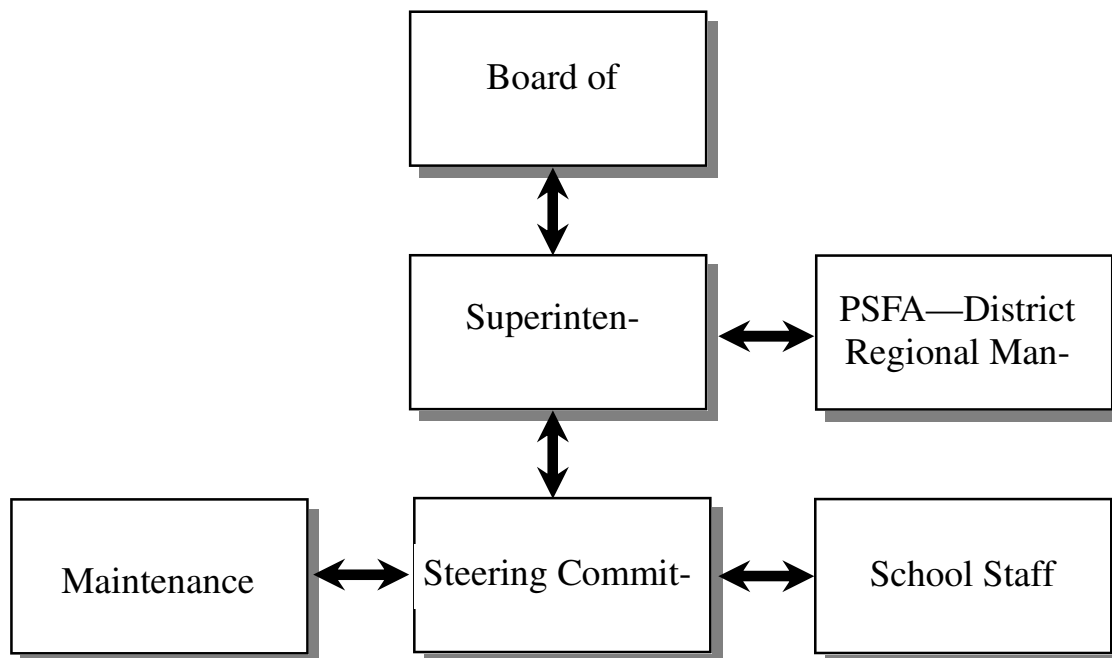 Board of
Superinten-
PSFA—District
Regional Man-
Maintenance
Steering Commit-
School Staff